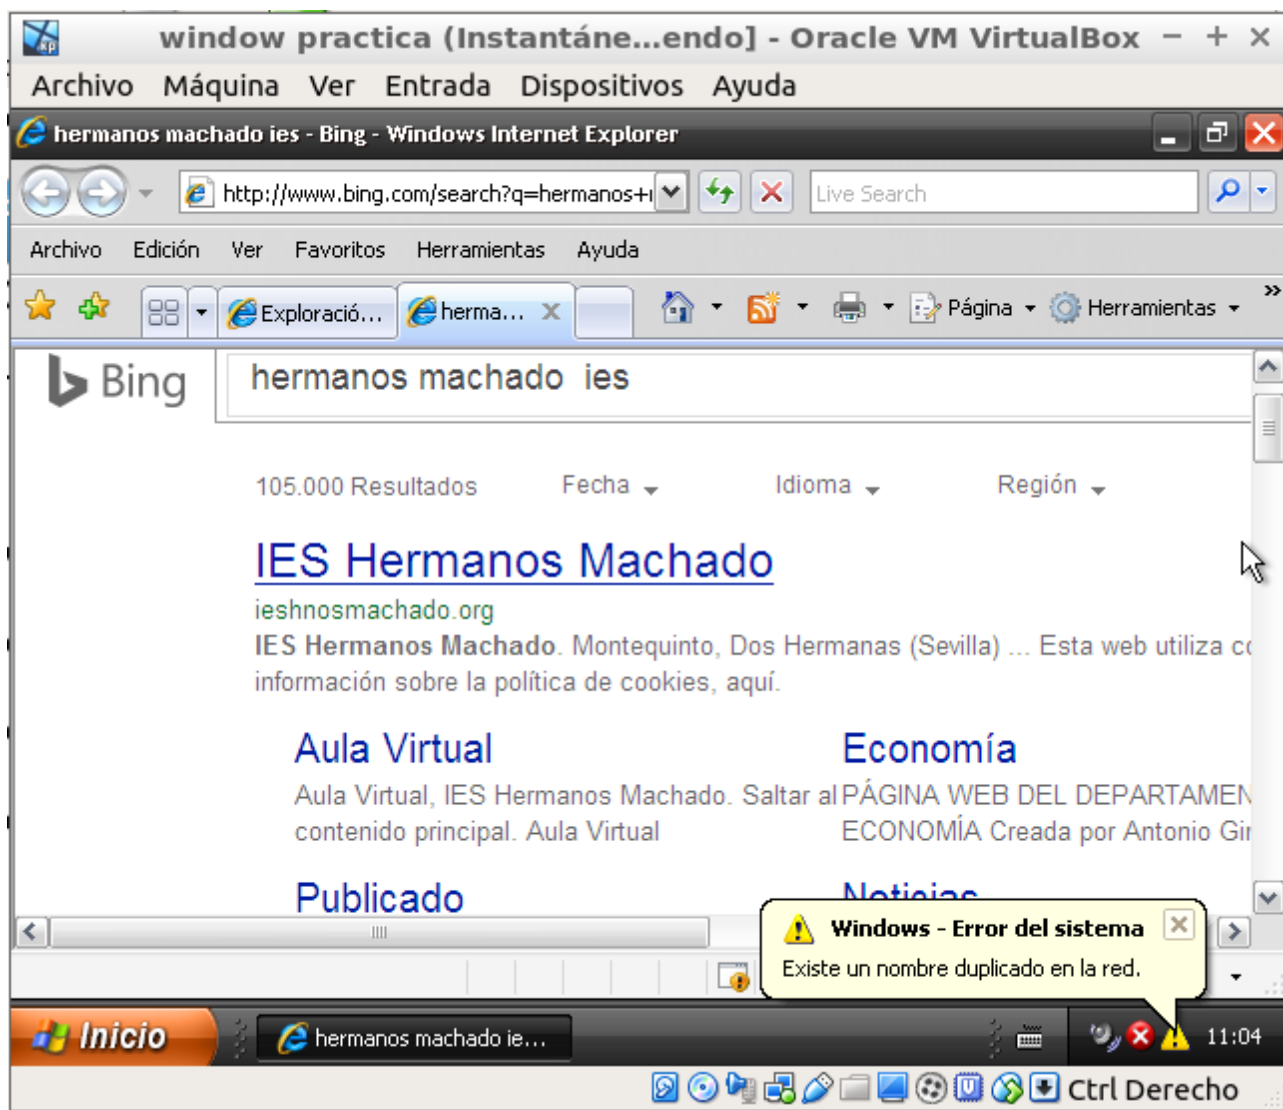 window practica (Instantáne...endo] - Oracle VM VirtualBox
Archivo Máquina Ver Entrada Dispositivos Ayuda
hermanos machado ies - Bing - Windows Internet Explorer
http://www.bing.com/search?q=hermanos+ Live Search
Archivo Edición Ver Favoritos Herramientas Ayuda
Exploració... herma... Página Herramientas
Bing hermanos machado ies
105.000 Resultados Fecha Idioma Región
IES Hermanos Machado
ieshnosmachado.org
IES Hermanos Machado. Montequinto, Dos Hermanas (Sevilla) ... Esta web utiliza co
información sobre la política de cookies, aquí.
Aula Virtual Economía
Aula Virtual, IES Hermanos Machado. Saltar al PÁGINA WEB DEL DEPARTAMEN
contenido principal. Aula Virtual ECONOMÍA Creada por Antonio Gir
Publicado Noticias
Windows - Error del sistema
Existe un nombre duplicado en la red.
Inicio hermanos machado ie... 11:04
Ctrl Derecho